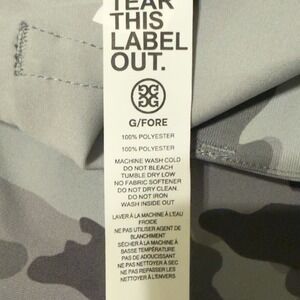 TEAR
THIS
LABEL
OUT.
G/FORE
100% POLYESTER
100% POLYESTER
MACHINE WASH COLD
DO NOT BLEACH
TUMBLE DRY LOW
NO FABRIC SOFTENER
DO NOT DRY CLEAN
DO NOT IRON
WASH INSIDE OUT
LAVER À LA MACHINE À L'EAU
FROIDE
NE PAS UTILISER AGENT DE
BLANCHIMENT
SÉCHER À LA MACHINE À
BASSE TEMPÉRATURE
PAS DE ADOUCISSANT
NE PAS NETTOYER À SEC
NE PAS REPASSER LES
NETTOYER À L'ENVERS